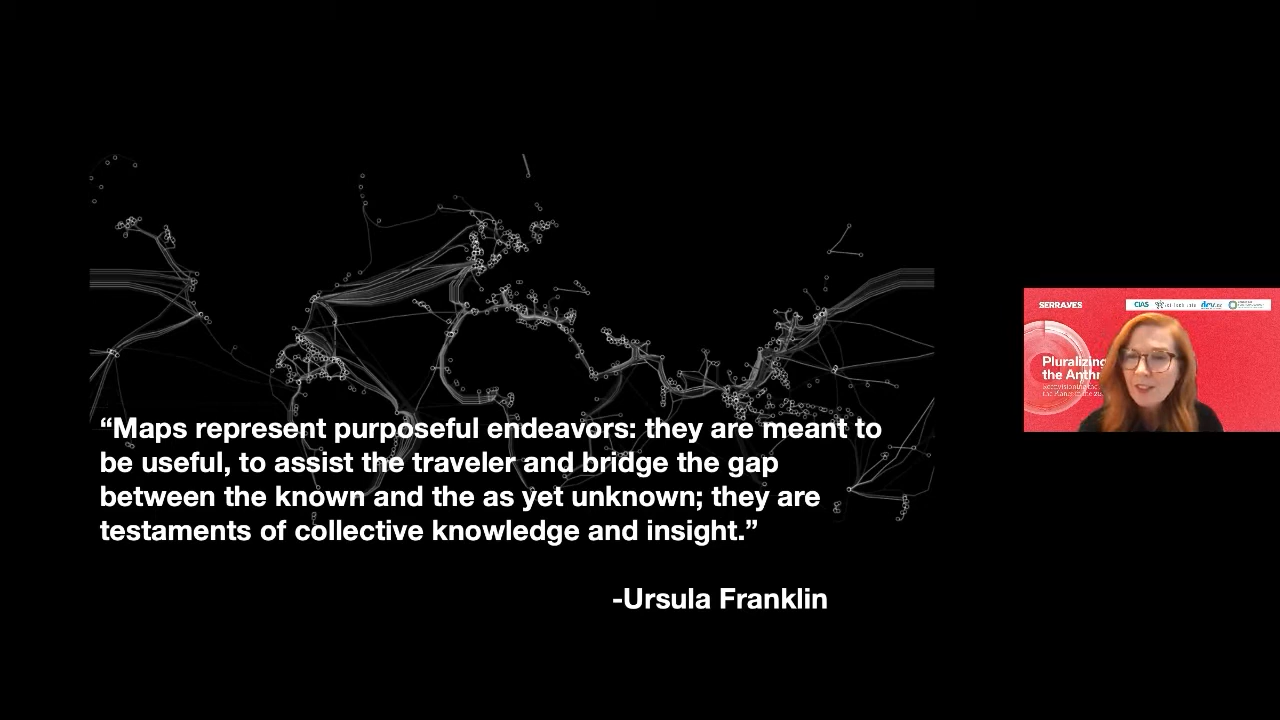 “Maps represent purposeful endeavors: they are meant to
be useful, to assist the traveler and bridge the gap
between the known and the as yet unknown; they are
testaments of collective knowledge and insight.”
-Ursula Franklin
SERRALVES
CIAS
Pluralizing
the Anthr